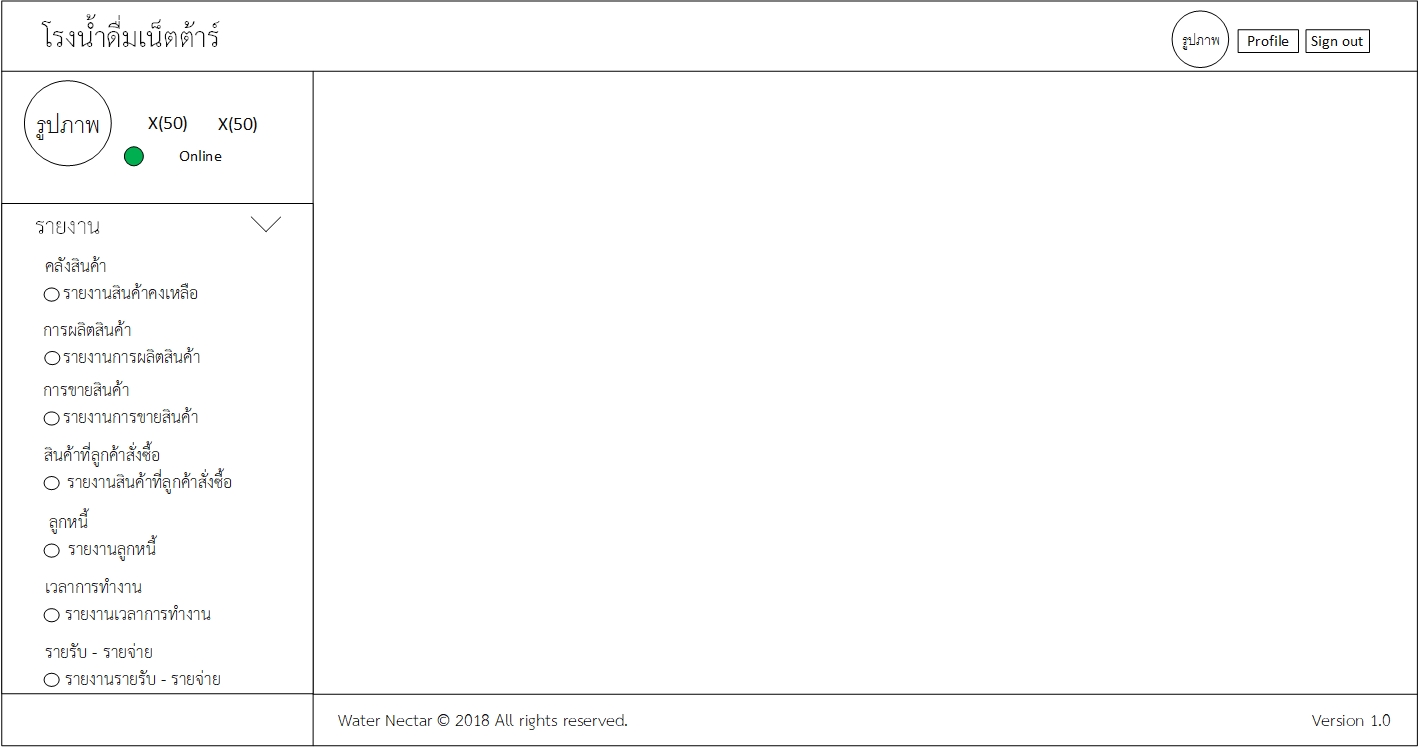 โรงน้ำดื่มเน็ตต้าร์
รูปภาพ Profile Sign out
รูปภาพ X(50) X(50)
Online
รายงาน
คลังสินค้า
รายงานสินค้าคงเหลือ
การผลิตสินค้า
รายงานการผลิตสินค้า
การขายสินค้า
รายงานการขายสินค้า
สินค้าที่ลูกค้าสั่งซื้อ
รายงานสินค้าที่ลูกค้าสั่งซื้อ
ลูกหนี้
รายงานลูกหนี้
เวลาการทำงาน
รายงานเวลาการทำงาน
รายรับ - รายจ่าย
รายงานรายรับ - รายจ่าย
Water Nectar © 2018 All rights reserved. Version 1.0